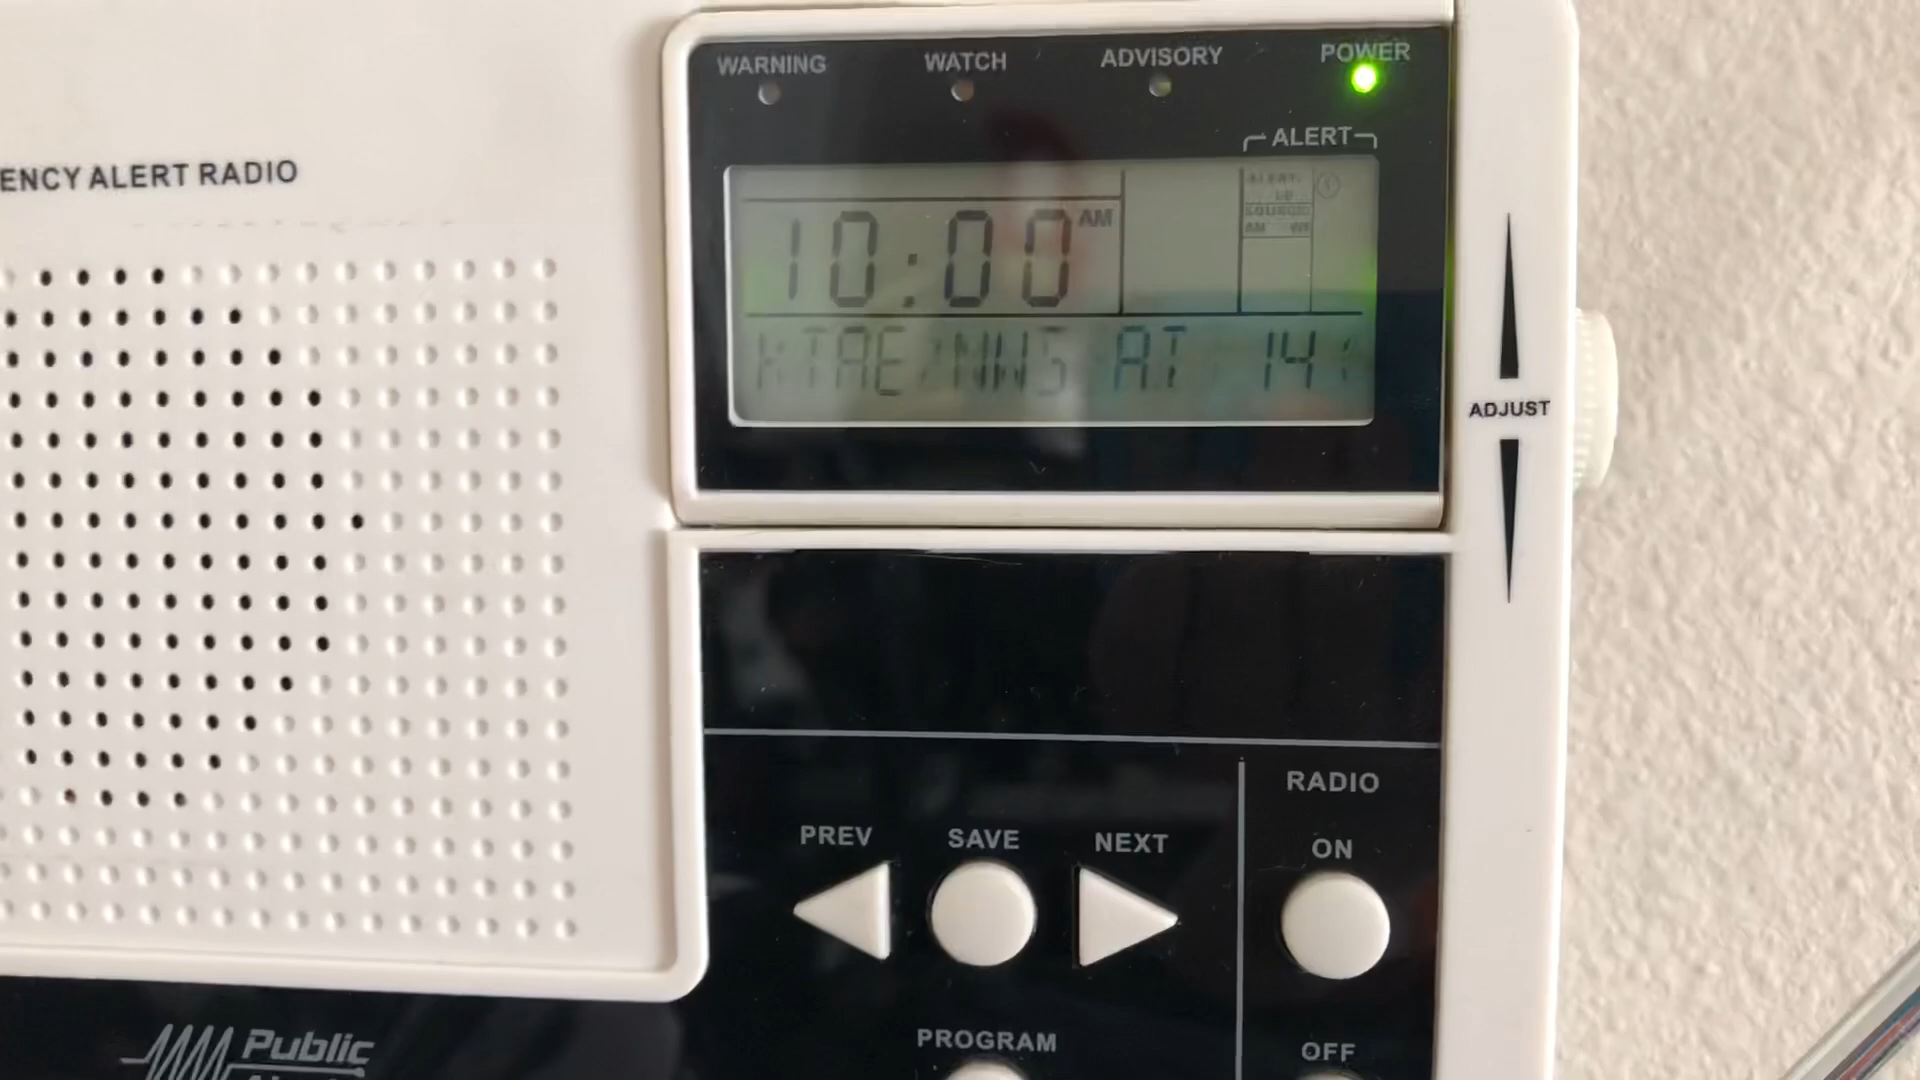 WARNING WATCH ADVISORY POWER
ALERT
ENCY ALERT RADIO
10:00 AM
KTAE/NWS AT 14
ADJUST
RADIO
PREV SAVE NEXT ON
PROGRAM OFF
Public